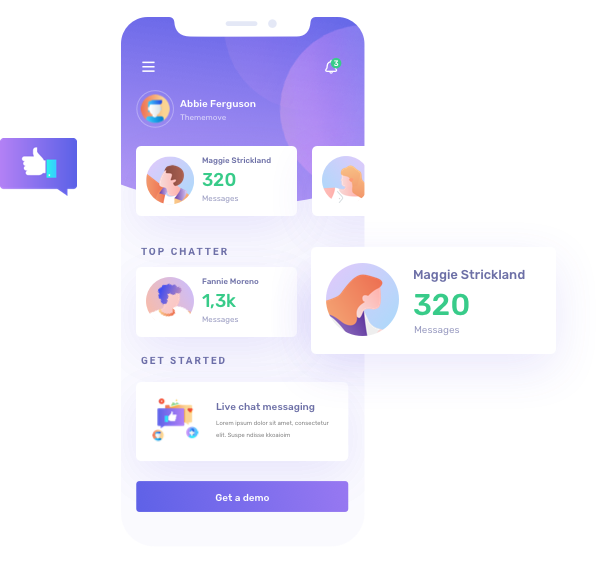 3
Abbie Ferguson
Thememove
Maggie Strickland
320
Messages
TOP CHATTER
Fannie Moreno
1,3k
Messages
Maggie Strickland
320
Messages
GET STARTED
Live chat messaging
Lorem ipsum dolor sit amet, consectetur
elit, Suspe ndisse kkoaioim
Get a demo